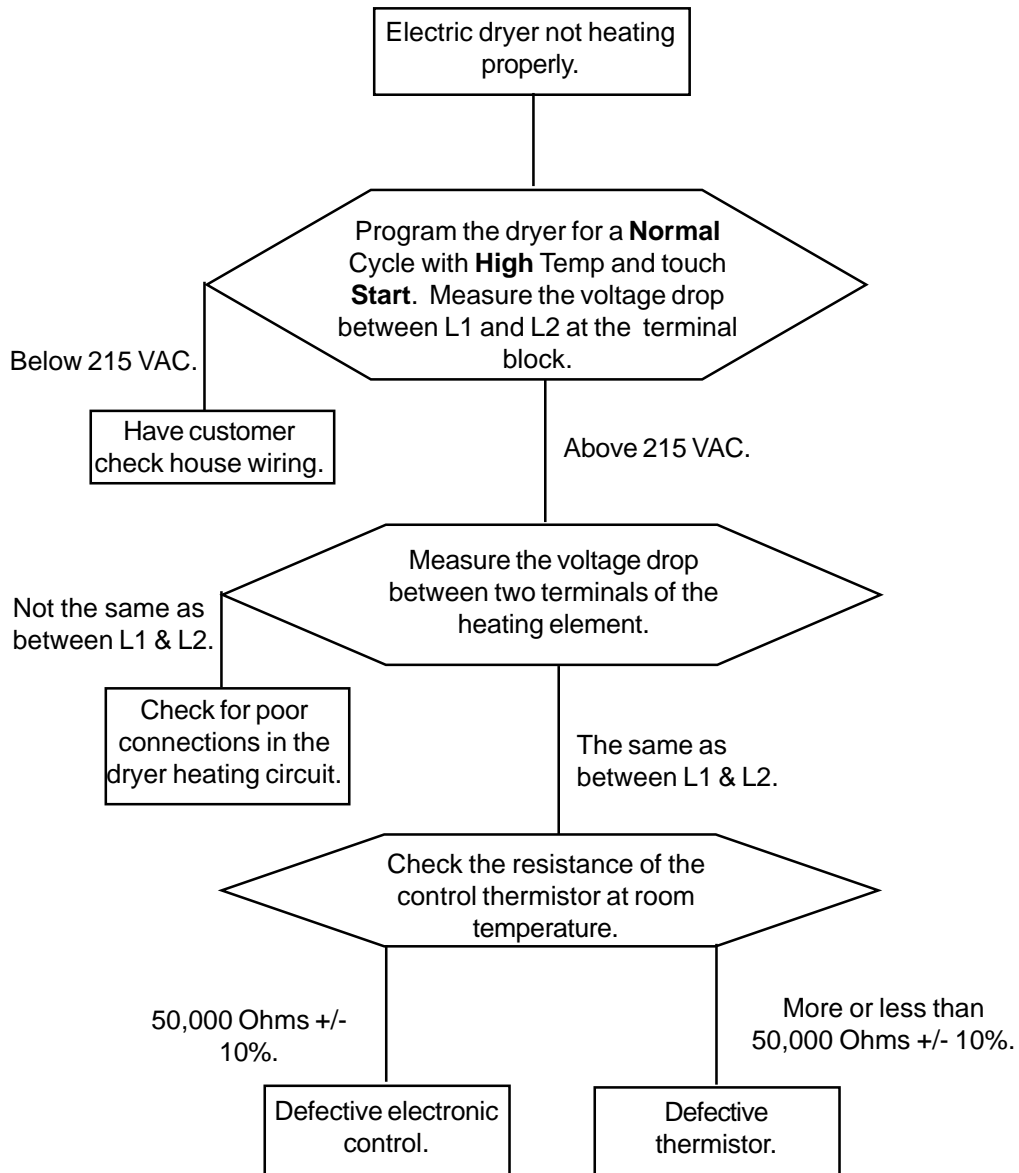 Electric dryer not heating
properly.
Program the dryer for a Normal
Cycle with High Temp and touch
Start. Measure the voltage drop
between L1 and L2 at the terminal
block.
Below 215 VAC.
Have customer
check house wiring.
Above 215 VAC.
Measure the voltage drop
between two terminals of the
heating element.
Not the same as
between L1 & L2.
Check for poor
connections in the
dryer heating circuit.
The same as
between L1 & L2.
Check the resistance of the
control thermistor at room
temperature.
50,000 Ohms +/-
10%.
More or less than
50,000 Ohms +/- 10%.
Defective electronic
control.
Defective
thermistor.